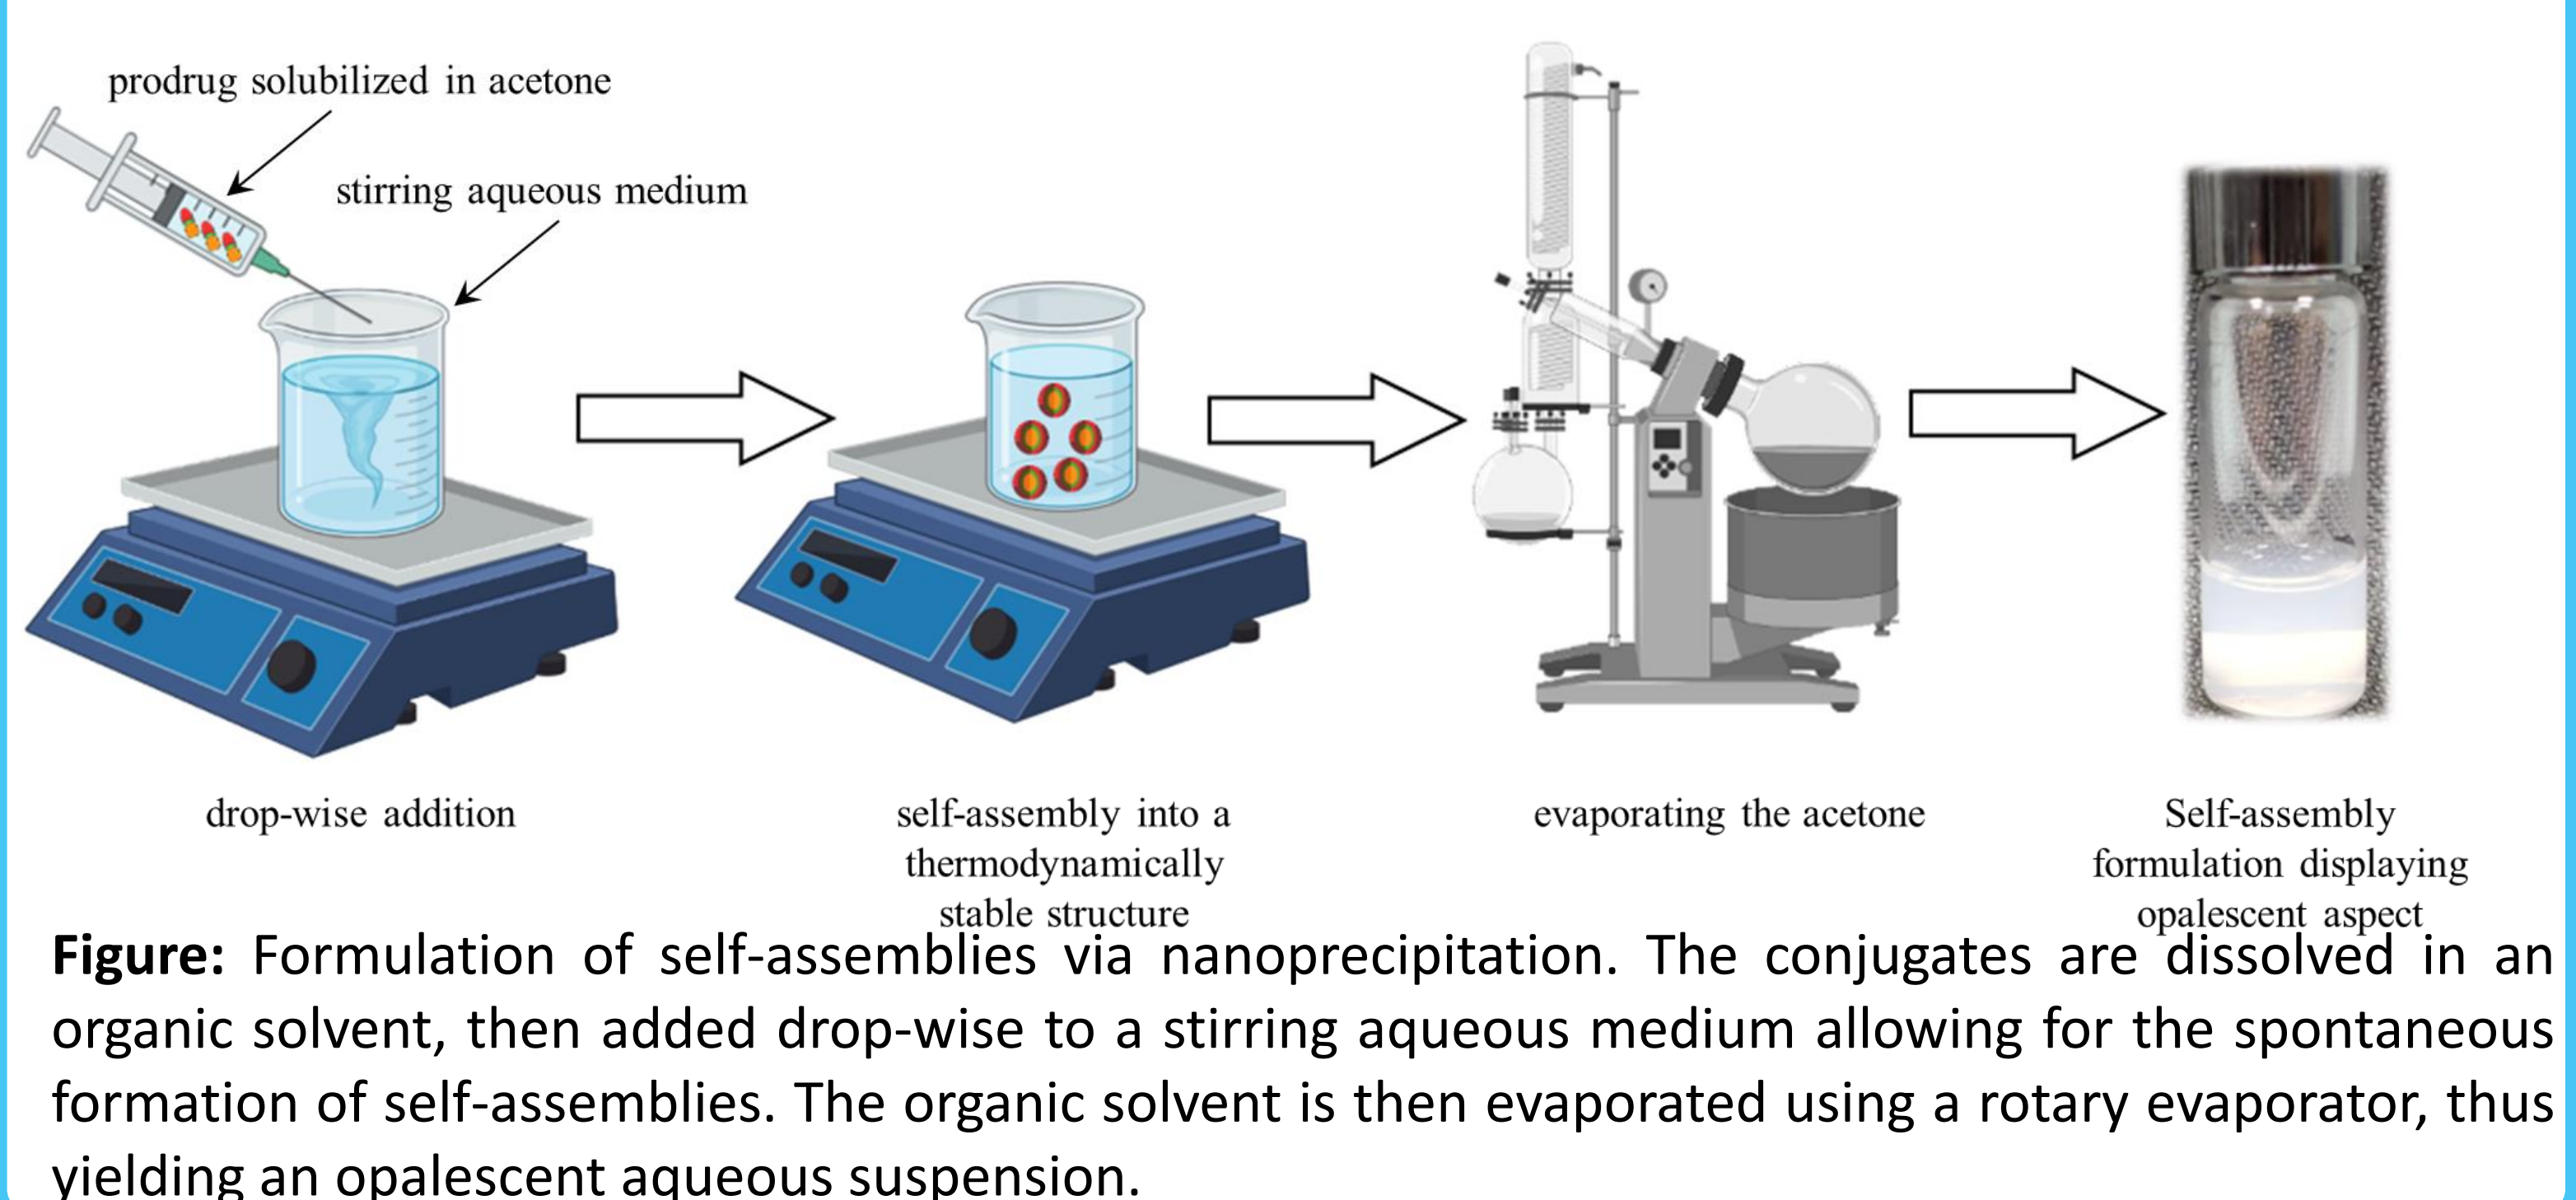 prodrug solubilized in acetone
stirring aqueous medium
drop-wise addition
self-assembly into a
thermodynamically
stable structure
evaporating the acetone
Self-assembly
formulation displaying
opalescent aspect
Figure: Formulation of self-assemblies via nanoprecipitation. The conjugates are dissolved in an
organic solvent, then added drop-wise to a stirring aqueous medium allowing for the spontaneous
formation of self-assemblies. The organic solvent is then evaporated using a rotary evaporator, thus
yielding an opalescent aqueous suspension.